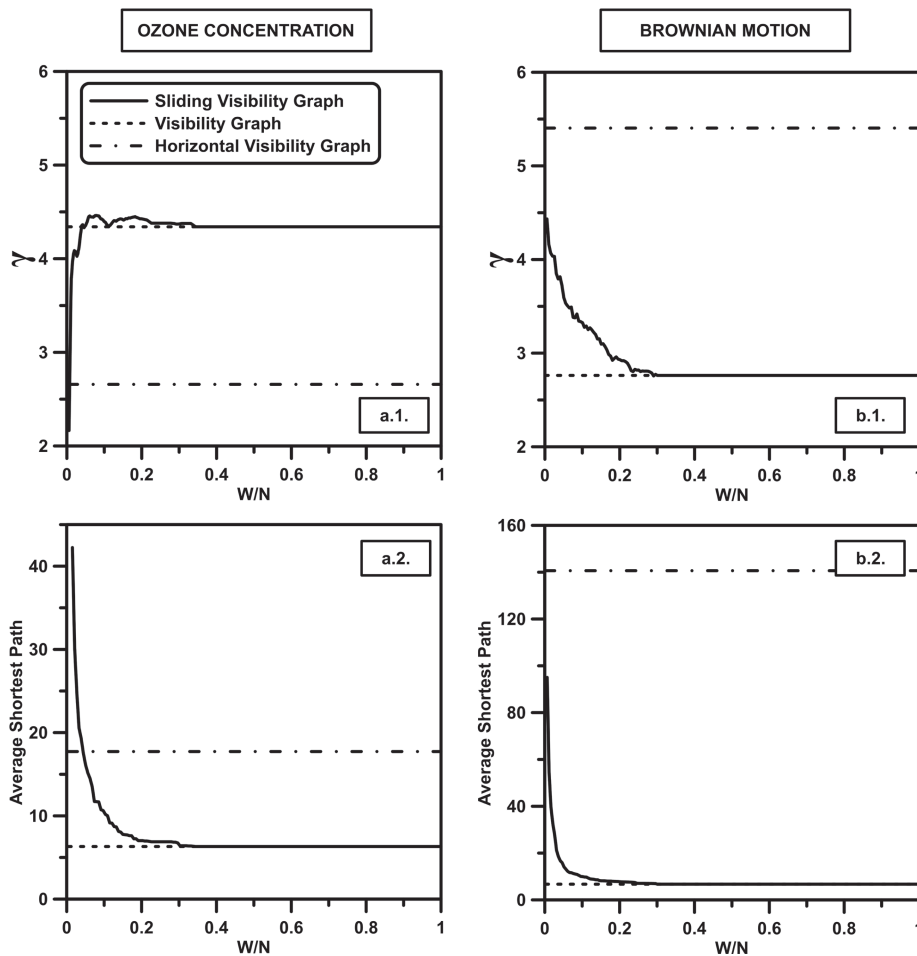 OZONE CONCENTRATION
BROWNIAN MOTION
6
5
4
3
2
γ
Sliding Visibility Graph
Visibility Graph
Horizontal Visibility Graph
a.1.
0 0.2 0.4 0.6 0.8 1
W/N
6
5
4
3
2
γ
b.1.
0 0.2 0.4 0.6 0.8 1
W/N
40
30
20
10
0
Average Shortest Path
a.2.
0 0.2 0.4 0.6 0.8 1
W/N
160
120
80
40
0
Average Shortest Path
b.2.
0 0.2 0.4 0.6 0.8 1
W/N